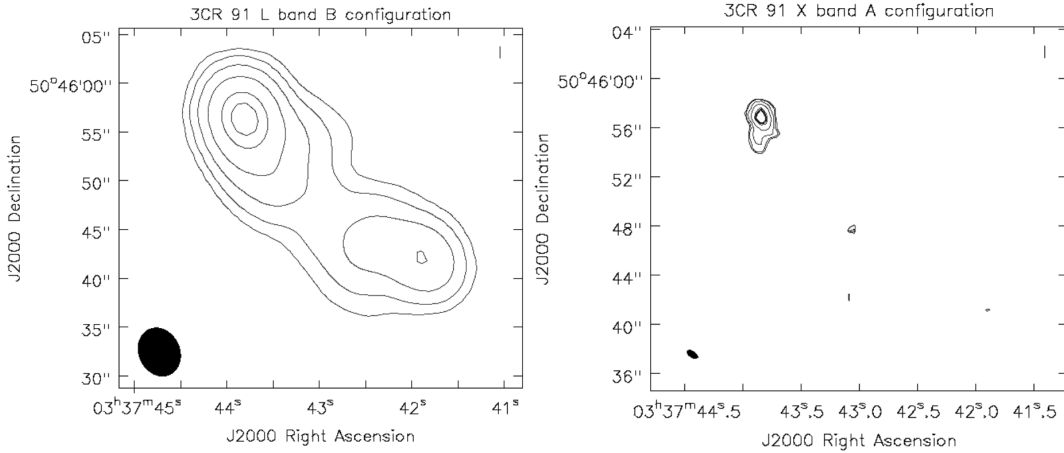 3CR 91 L band B configuration
05"
50°46'00"
55"
50"
45"
40"
35"
30"
J2000 Declination
03ʰ37ᵐ45ˢ 44ˢ 43ˢ 42ˢ 41ˢ
J2000 Right Ascension
3CR 91 X band A configuration
04"
50°46'00"
56"
52"
48"
44"
40"
36"
J2000 Declination
03ʰ37ᵐ44ˢ.5 43ˢ.5 43ˢ.0 42ˢ.5 42ˢ.0 41ˢ.5
J2000 Right Ascension